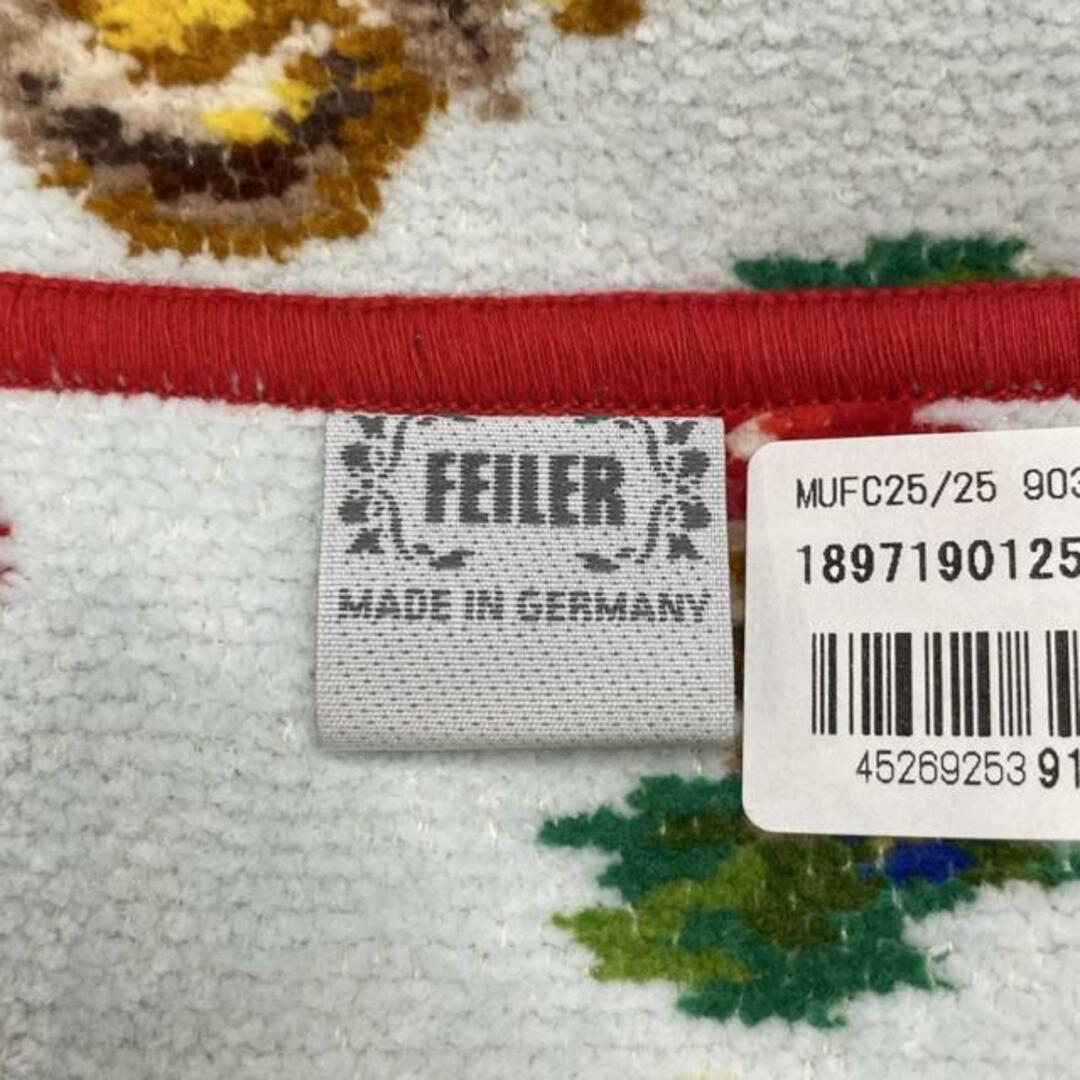 FEILER
MADE IN GERMANY
MUFC25/25 903
1897190125
45269253 91